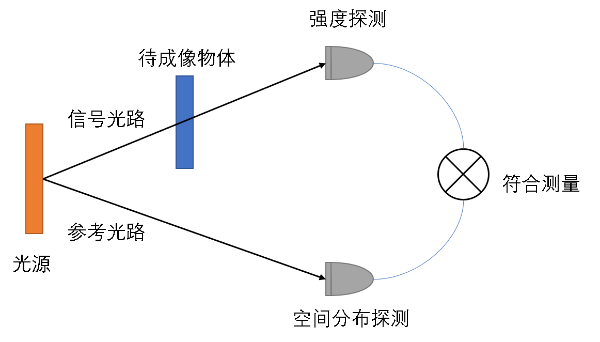 强度探测
待成像物体
信号光路
符合测量
参考光路
光源
空间分布探测